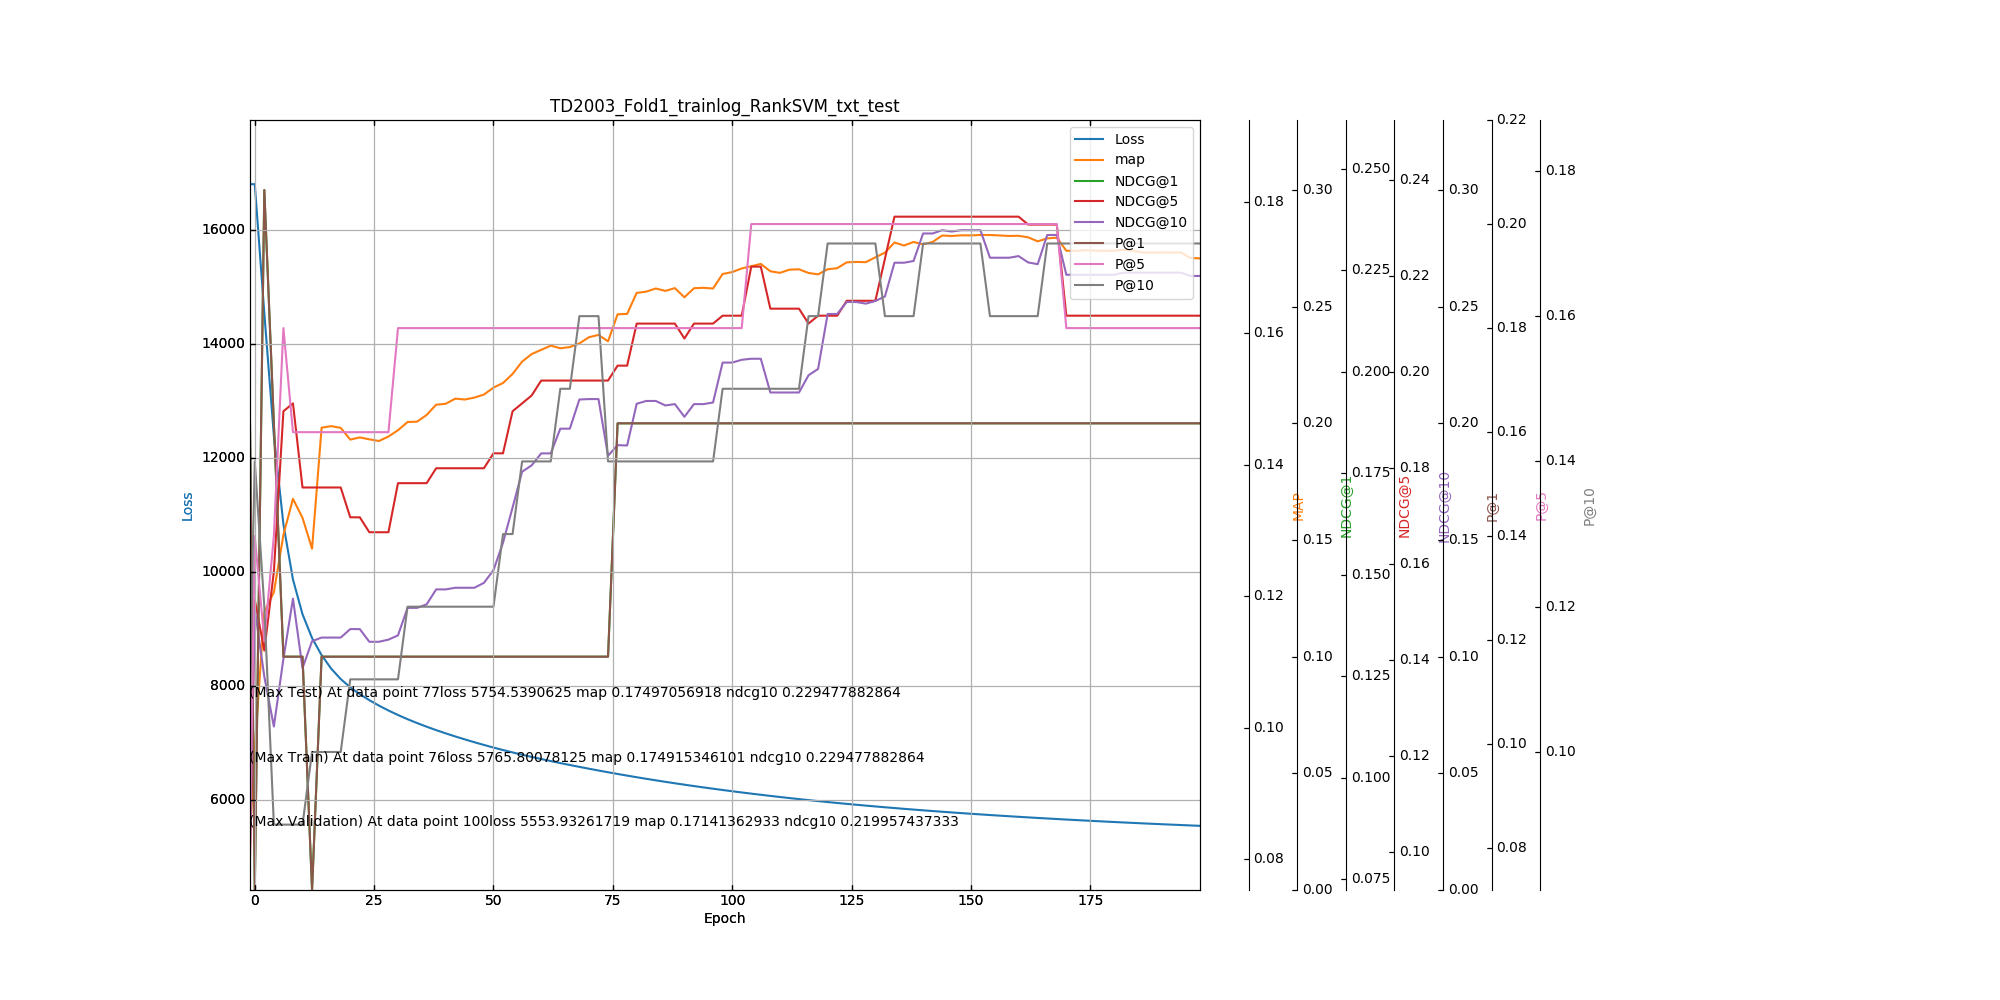 TD2003_Fold1_trainlog_RankSVM_txt_test
Loss
map
NDCG@1
NDCG@5
NDCG@10
P@1
P@5
P@10
16000
14000
12000
10000
8000
6000
Loss
(Max Test) At data point 77loss 5754.5390625 map 0.17497056918 ndcg10 0.229477882864
(Max Train) At data point 76loss 5765.80078125 map 0.174915346101 ndcg10 0.229477882864
(Max Validation) At data point 100loss 5553.93261719 map 0.17141362933 ndcg10 0.219957437333
0 25 50 75 100 125 150 175
Epoch
0.18
0.16
0.14
0.12
0.10
0.08
MAP
0.30
0.25
0.20
0.15
0.10
0.05
0.00
NDCG@1
0.250
0.225
0.200
0.175
0.150
0.125
0.100
0.075
NDCG@5
0.24
0.22
0.20
0.18
0.16
0.14
0.12
0.10
NDCG@10
0.30
0.25
0.20
0.15
0.10
0.05
0.00
P@1
0.22
0.20
0.18
0.16
0.14
0.12
0.10
0.08
P@5
0.18
0.16
0.14
0.12
0.10
P@10